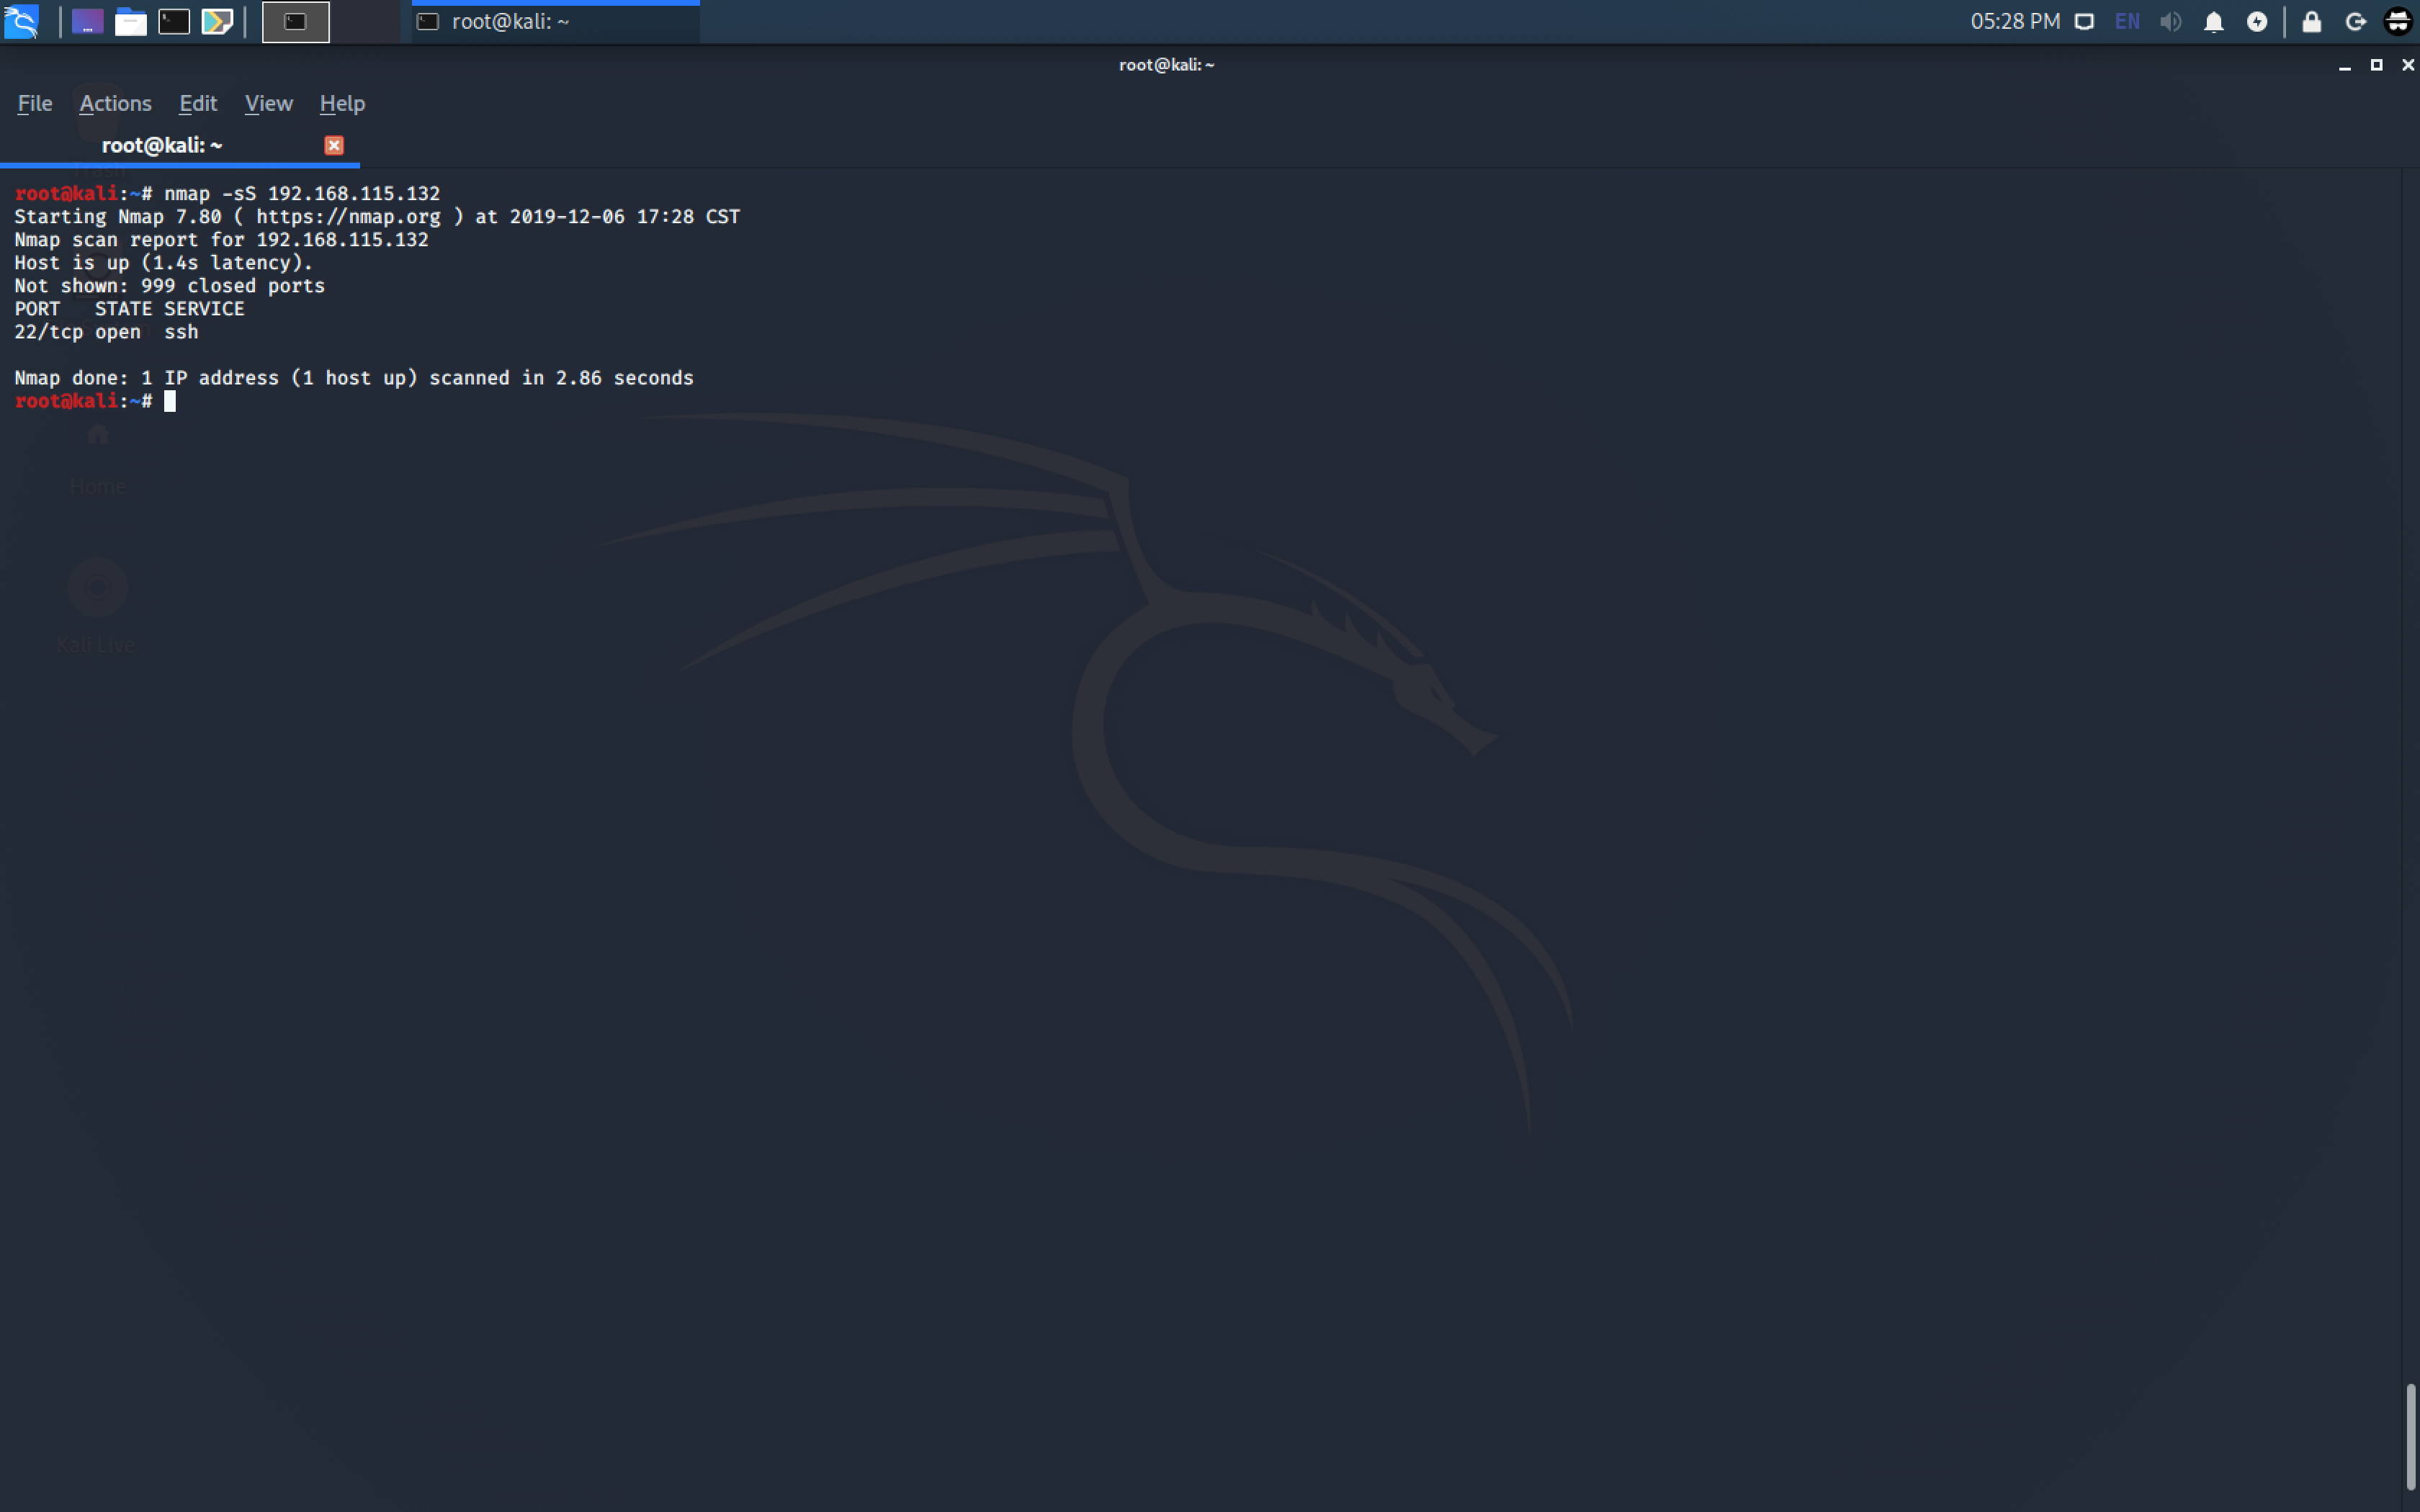 root@kali: ~
05:28 PM
EN
root@kali: ~
File Actions Edit View Help
root@kali: ~
Trash
root@kali:~# nmap -sS 192.168.115.132
Starting Nmap 7.80 ( https://nmap.org ) at 2019-12-06 17:28 CST
Nmap scan report for 192.168.115.132
Host is up (1.4s latency).
Not shown: 999 closed ports
PORT   STATE SERVICE
22/tcp open  ssh
Nmap done: 1 IP address (1 host up) scanned in 2.86 seconds
root@kali:~#
Home
Kali Live